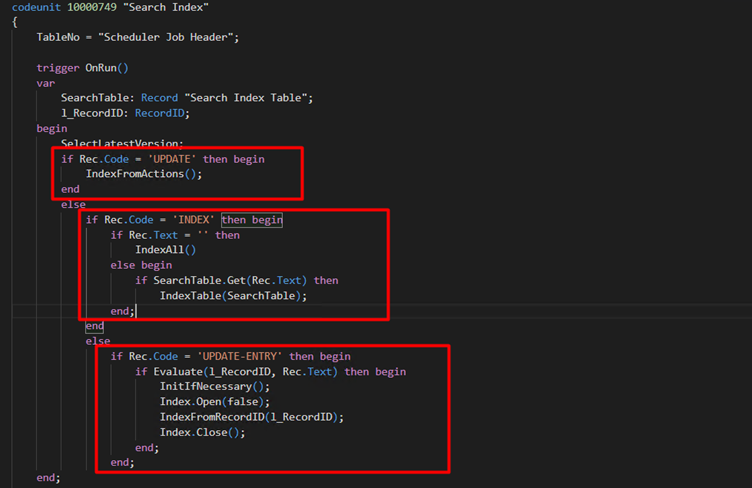 codeunit 10000749 "Search Index"
{
TableNo = "Scheduler Job Header";
trigger OnRun()
var
SearchTable: Record "Search Index Table";
l_RecordID: RecordID;
begin
SelectLatestVersion;
if Rec.Code = 'UPDATE' then begin
IndexFromActions();
end
else
if Rec.Code = 'INDEX' then begin
if Rec.Text = '' then
IndexAll()
else begin
if SearchTable.Get(Rec.Text) then
IndexTable(SearchTable);
end;
end
else
if Rec.Code = 'UPDATE-ENTRY' then begin
if Evaluate(l_RecordID, Rec.Text) then begin
InitIfNecessary();
Index.Open(false);
IndexFromRecordID(l_RecordID);
Index.Close();
end;
end;
end;